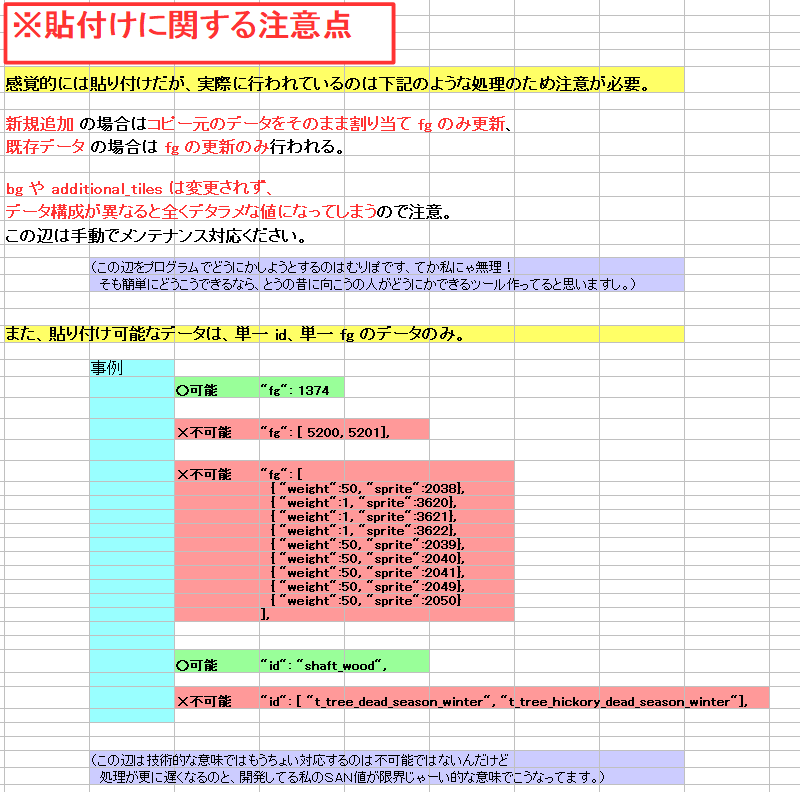 ※貼付けに関する注意点
感覚的には貼り付けだが、実際に行われているのは下記のような処理のため注意が必要。
新規追加 の場合はコピー元のデータをそのまま割り当て fg のみ更新、
既存データ の場合は fg の更新のみ行われる。
bg や additional_tiles は変更されず、
データ構成が異なると全くデタラメな値になってしまうので注意。
この辺は手動でメンテナンス対応ください。
(この辺をプログラムでどうにかしようとするのはむりぽです、てか私にゃ無理！
そも簡単にどうこうできるなら、とうの昔に向こうの人がどうにかできるツール作ってると思いますし。)
また、貼り付け可能なデータは、単一 id、単一 fg のデータのみ。
事例
○可能 "fg": 1374
×不可能 "fg": [ 5200, 5201],
×不可能 "fg": [
{ "weight":50, "sprite":2038},
{ "weight":1, "sprite":3620},
{ "weight":1, "sprite":3621},
{ "weight":1, "sprite":3622},
{ "weight":50, "sprite":2039},
{ "weight":50, "sprite":2040},
{ "weight":50, "sprite":2041},
{ "weight":50, "sprite":2049},
{ "weight":50, "sprite":2050}
],
○可能 "id": "shaft_wood",
×不可能 "id": [ "t_tree_dead_season_winter", "t_tree_hickory_dead_season_winter"],
(この辺は技術的な意味ではもうちょい対応するのは不可能ではないんだけど
処理が更に遅くなるのと、開発してる私のSAN値が限界じゃーい的な意味でこうなってます。)